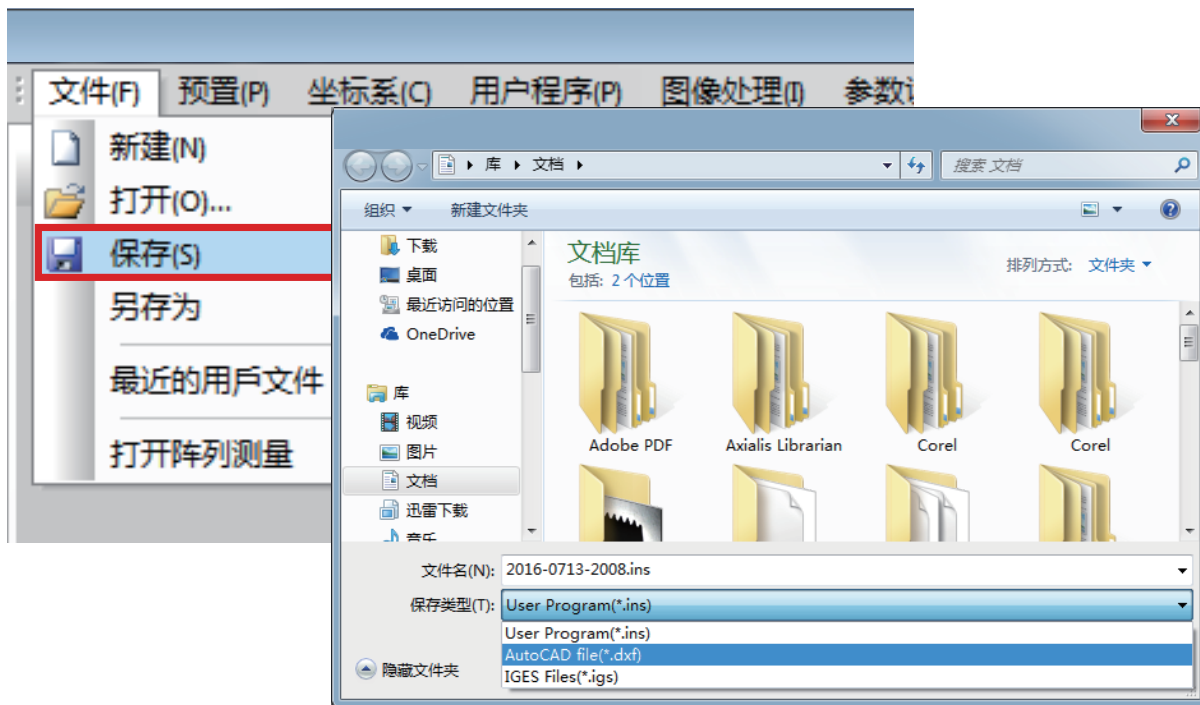 文件(F) 预置(P) 坐标系(C) 用户程序(P) 图像处理(I) 参数
新建(N)
打开(O)...
保存(S)
另存为
最近的用戶文件
打开阵列测量
库 文档
搜索 文档
组织 新建文件夹
下载
桌面
最近访问的位置
OneDrive
库
视频
图片
文档
迅雷下载
音乐
文档库
包括: 2 个位置
排列方式: 文件夹
Adobe PDF Axialis Librarian Corel Corel
文件名(N): 2016-0713-2008.ins
保存类型(T): User Program(*.ins)
User Program(*.ins)
AutoCAD file(*.dxf)
IGES Files(*.igs)
隐藏文件夹